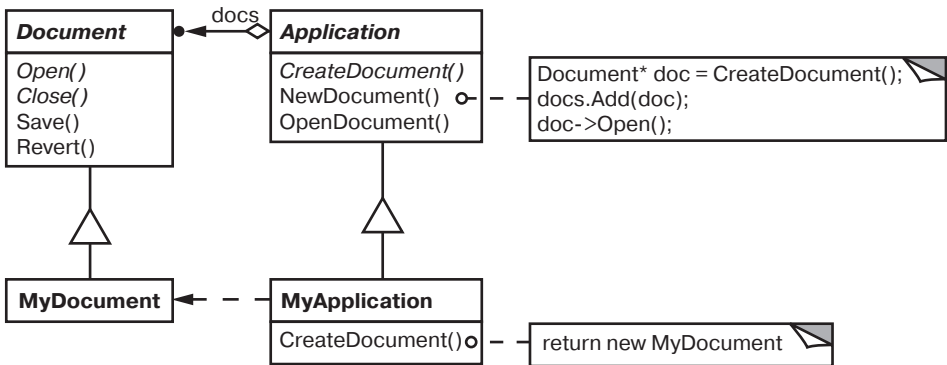 docs
Document
Open()
Close()
Save()
Revert()
Application
CreateDocument()
NewDocument()
OpenDocument()
Document* doc = CreateDocument();
docs.Add(doc);
doc->Open();
MyDocument
MyApplication
CreateDocument()
return new MyDocument